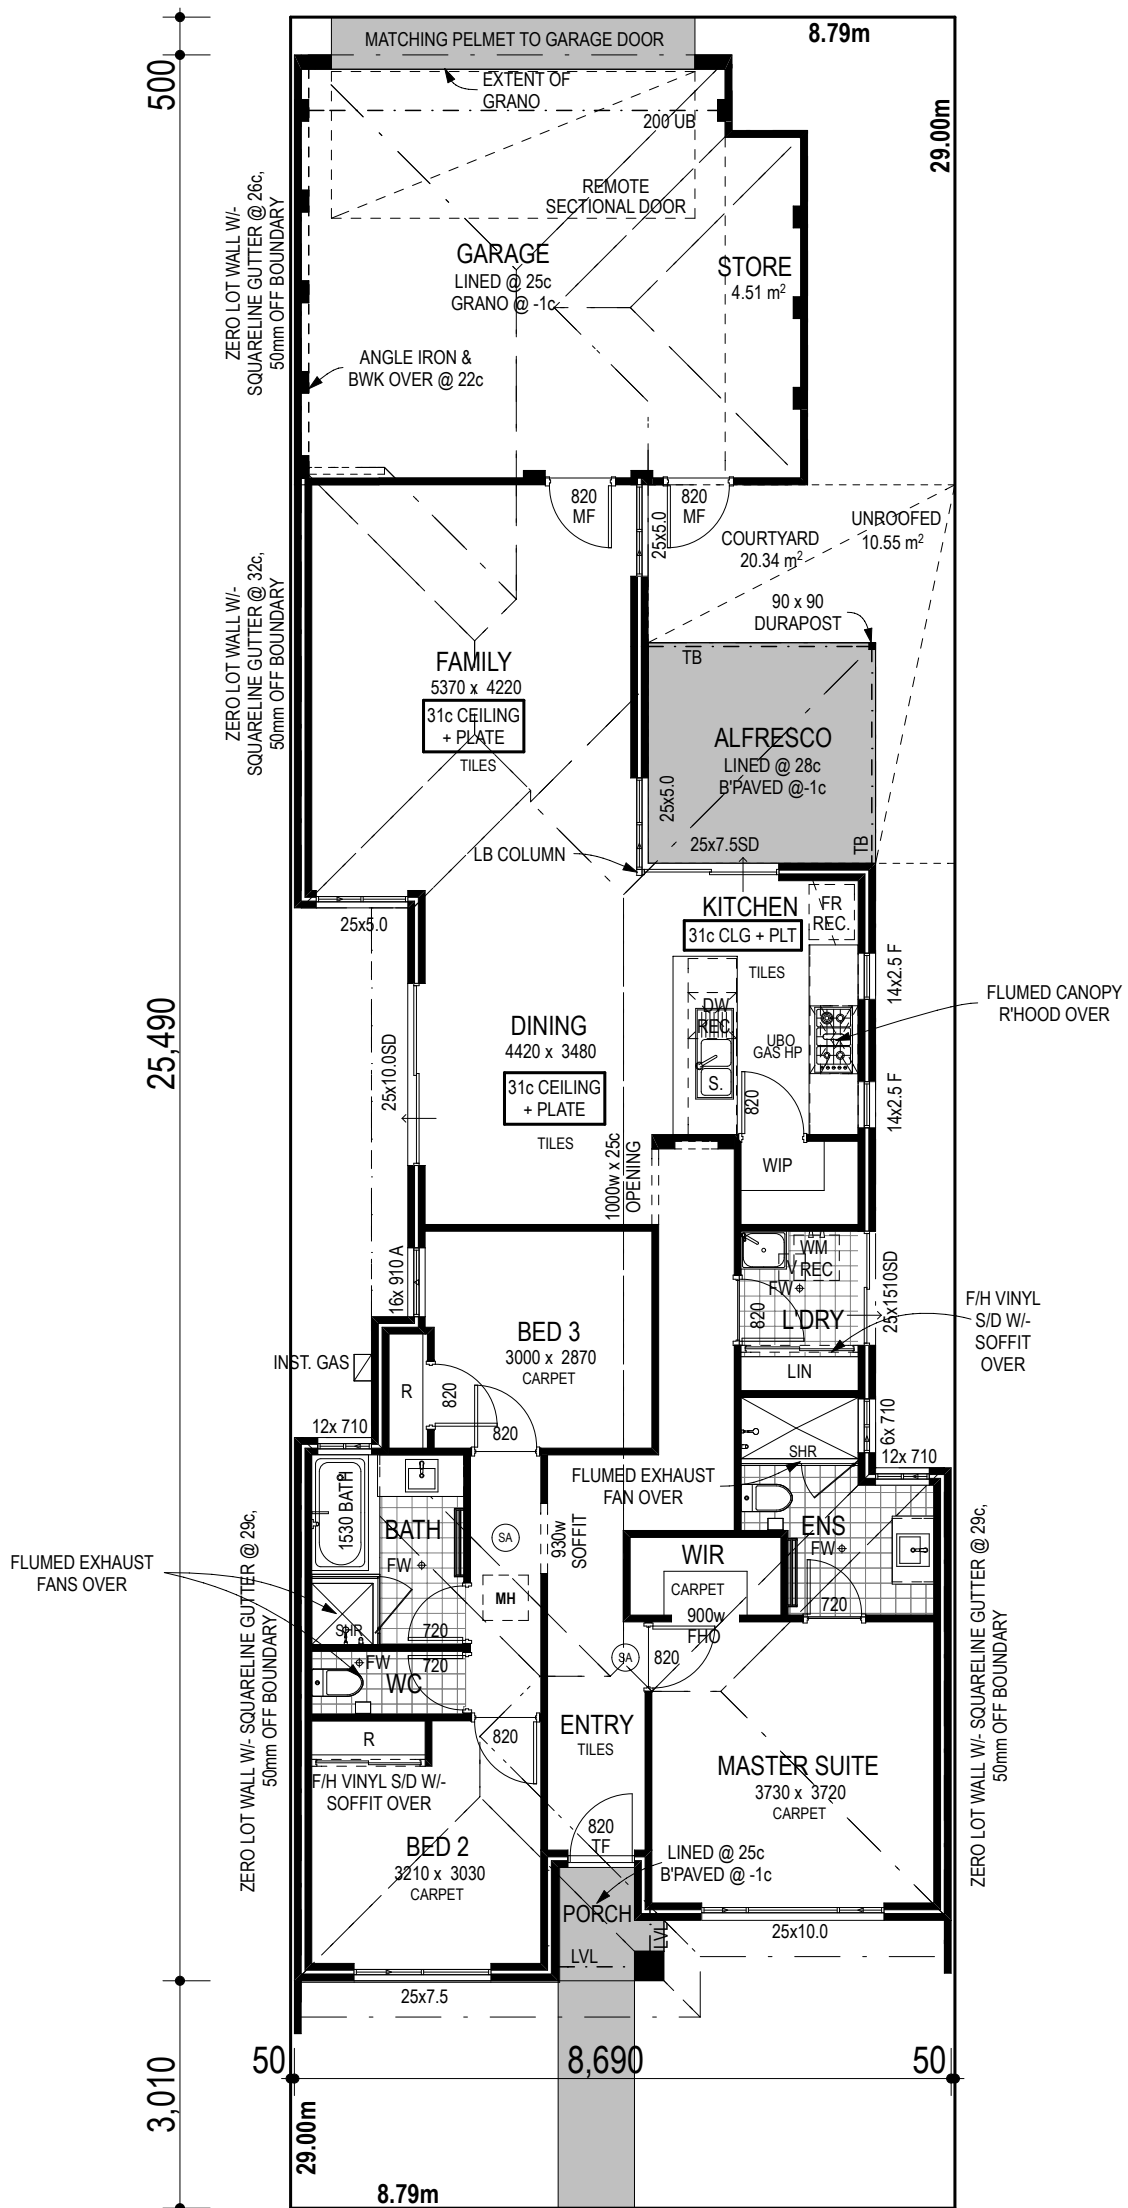 8.79m
MATCHING PELMET TO GARAGE DOOR
500
EXTENT OF
GRANO
29.00m
200 UB
REMOTE
SECTIONAL DOOR
ZERO LOT WALL W/-
SQUARELINE GUTTER @ 26c,
50mm OFF BOUNDARY
GARAGE
LINED @ 25c
GRANO @ -1c
STORE
4.51 m²
ANGLE IRON &
BWK OVER @ 22c
820
MF
820
MF
25x5.0
COURTYARD
20.34 m²
UNROOFED
10.55 m²
ZERO LOT WALL W/-
SQUARELINE GUTTER @ 32c,
50mm OFF BOUNDARY
90 x 90
DURAPOST
TB
FAMILY
5370 x 4220
31c CEILING
+ PLATE
TILES
ALFRESCO
LINED @ 28c
B'PAVED @-1c
25x5.0
25x7.5SD
TB
LB COLUMN
KITCHEN
31c CLG + PLT
TILES
FR
REC.
25x5.0
14x2.5 F
FLUMED CANOPY
R'HOOD OVER
25,490
DINING
4420 x 3480
31c CEILING
+ PLATE
TILES
25x10.0SD
DW
REC
S.
UBO
GAS HP
820
14x2.5 F
1000w x 25c
OPENING
WIP
16x 910 A
WM
REC
V
FW
820
L'DRY
25x1510SD
F/H VINYL
S/D W/-
SOFFIT
OVER
BED 3
3000 x 2870
CARPET
INST. GAS
R
820
820
LIN
12x 710
6x 710
SHR
12x 710
FLUMED EXHAUST
FAN OVER
1530 BATH
BATH
FW
SA
930w
SOFFIT
ENS
FW
FLUMED EXHAUST
FANS OVER
MH
WIR
CARPET
900w
FHO
720
SHR
720
720
FW
WC
SA
820
ZERO LOT WALL W/- SQUARELINE GUTTER @ 29c,
50mm OFF BOUNDARY
ZERO LOT WALL W/- SQUARELINE GUTTER @ 29c,
50mm OFF BOUNDARY
R
820
ENTRY
TILES
F/H VINYL S/D W/-
SOFFIT OVER
MASTER SUITE
3730 x 3720
CARPET
BED 2
3210 x 3030
CARPET
820
TF
LINED @ 25c
B'PAVED @ -1c
PORCH
LVL
LVL
25x10.0
25x7.5
50
8,690
50
3,010
29.00m
8.79m